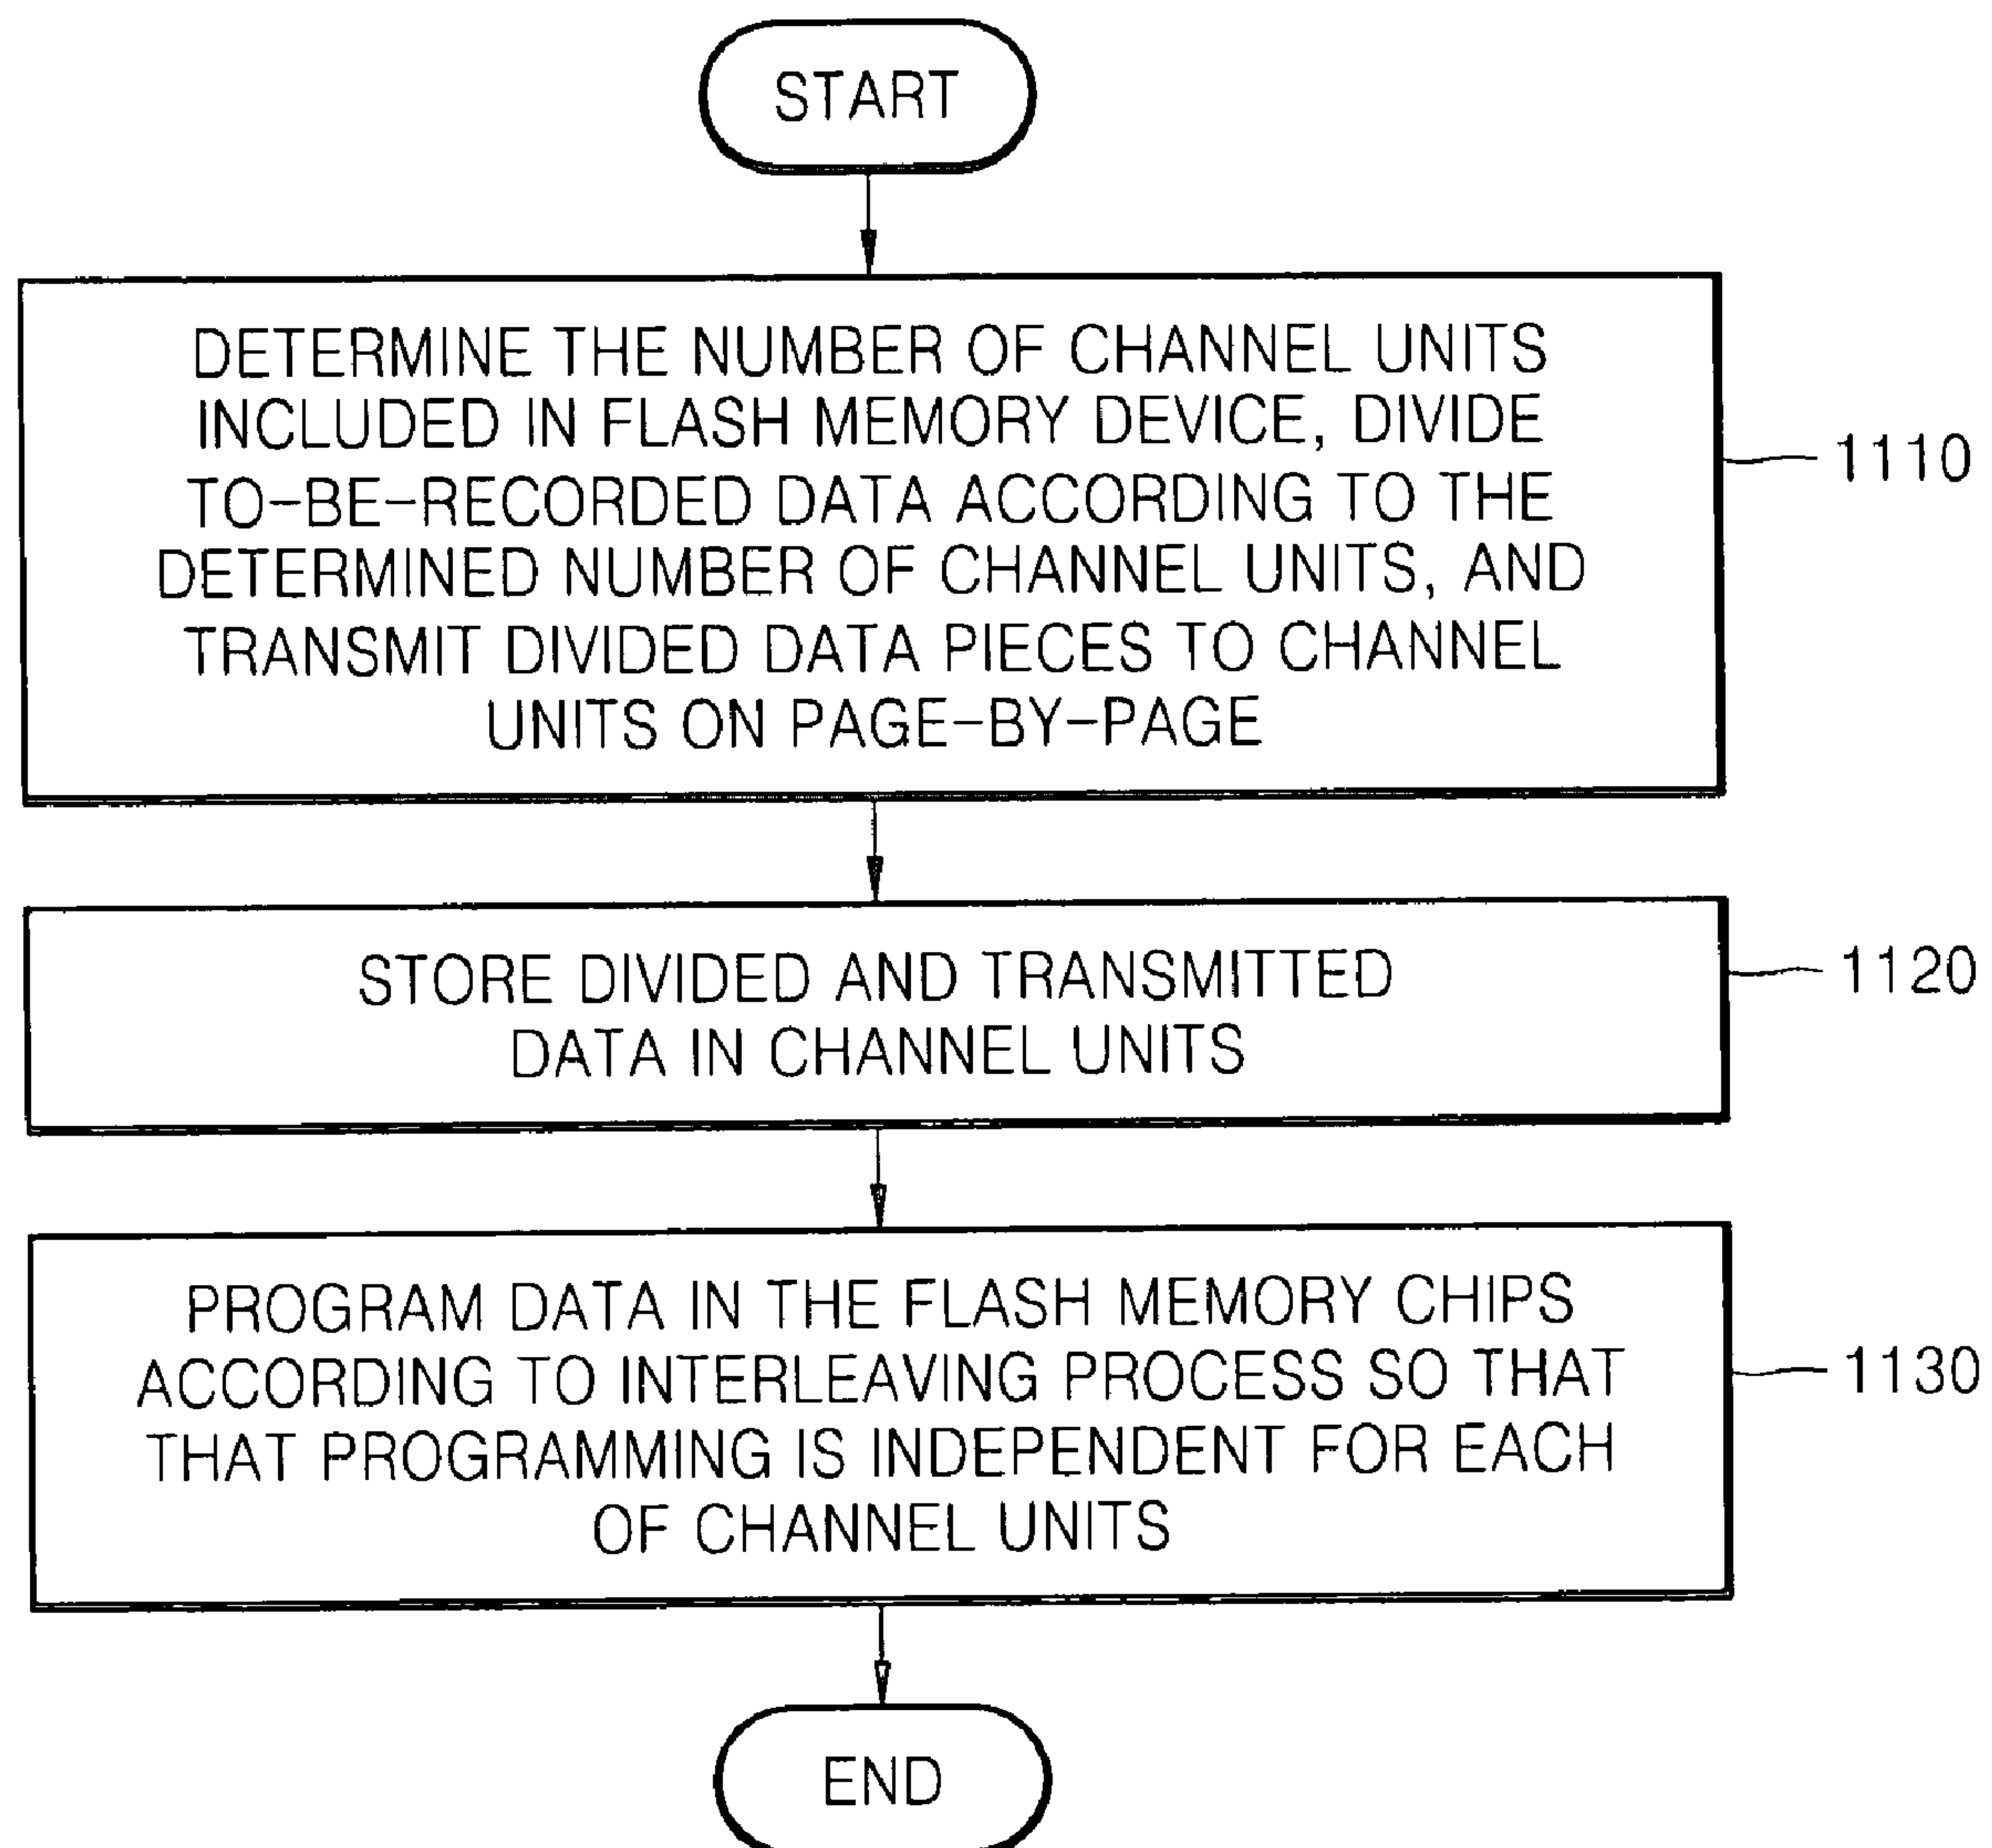 START
DETERMINE THE NUMBER OF CHANNEL UNITS
INCLUDED IN FLASH MEMORY DEVICE, DIVIDE
TO-BE-RECORDED DATA ACCORDING TO THE
DETERMINED NUMBER OF CHANNEL UNITS, AND
TRANSMIT DIVIDED DATA PIECES TO CHANNEL
UNITS ON PAGE-BY-PAGE
1110
STORE DIVIDED AND TRANSMITTED
DATA IN CHANNEL UNITS
1120
PROGRAM DATA IN THE FLASH MEMORY CHIPS
ACCORDING TO INTERLEAVING PROCESS SO THAT
THAT PROGRAMMING IS INDEPENDENT FOR EACH
OF CHANNEL UNITS
1130
END